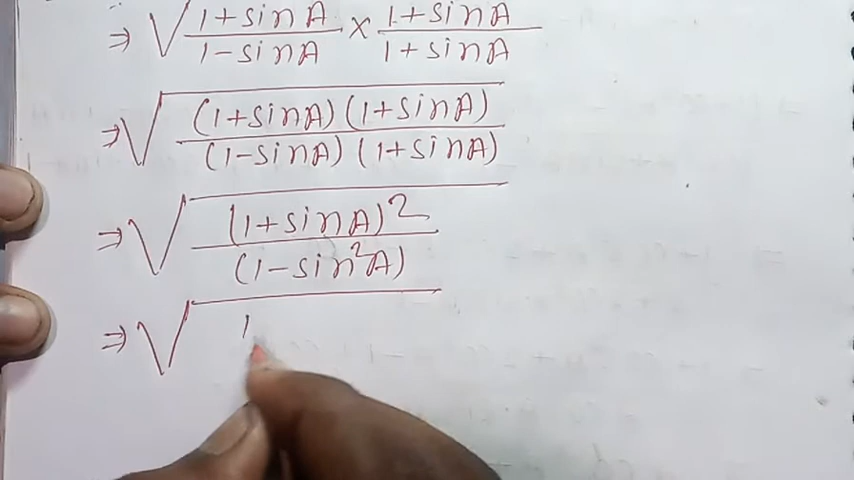 ⇒ √ 1+sinA / 1-sinA × 1+sinA / 1+sinA
⇒ √ (1+sinA)(1+sinA) / (1-sinA)(1+sinA)
⇒ √ (1+sinA)² / (1-sin²A)
⇒ √ 1